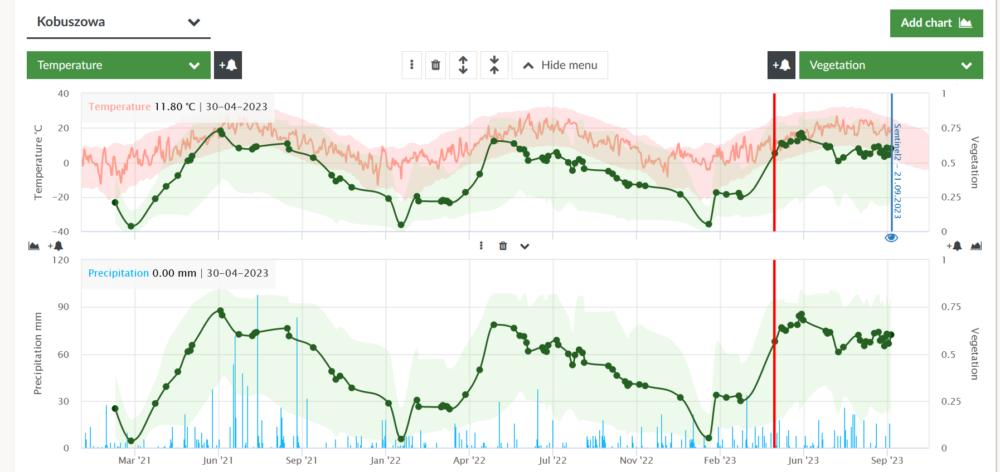 Kobuszowa
Add chart
Temperature
+
Hide menu
+
Vegetation
Temperature 11.80 °C | 30-04-2023
40
20
0
−20
−40
Temperature °C
1
0.75
0.5
0.25
0
Vegetation
Sentinel2 - 21.09.2023
+
+
Precipitation 0.00 mm | 30-04-2023
120
90
60
30
0
Precipitation mm
1
0.75
0.5
0.25
0
Vegetation
Mar '21
Jun '21
Sep '21
Jan '22
Apr '22
Jul '22
Nov '22
Feb '23
Jun '23
Sep '23